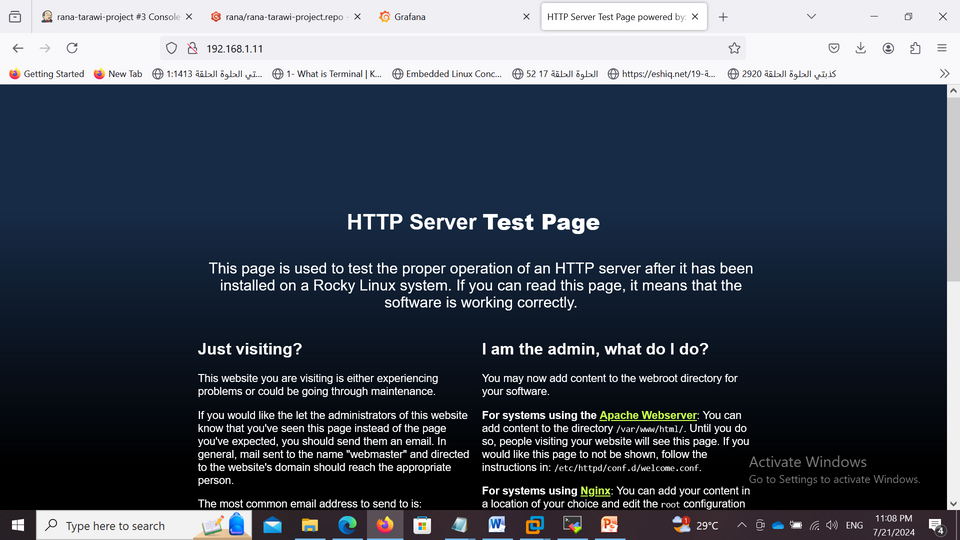 rana-tarawi-project #3 Console
rana/rana-tarawi-project.repo
Grafana
HTTP Server Test Page powered by:
192.168.1.11
Getting Started
New Tab
1:1413 تي الحلوة الحلقة...
1- What is Terminal | K...
Embedded Linux Conc...
52 17 الحلوة الحلقة
https://eshiq.net/19-ة...
2920 كذبتي الحلوة الحلقة
HTTP Server Test Page
This page is used to test the proper operation of an HTTP server after it has been
installed on a Rocky Linux system. If you can read this page, it means that the
software is working correctly.
Just visiting?
This website you are visiting is either experiencing
problems or could be going through maintenance.
If you would like the let the administrators of this website
know that you've seen this page instead of the page
you've expected, you should send them an email. In
general, mail sent to the name "webmaster" and directed
to the website's domain should reach the appropriate
person.
The most common email address to send to is:
I am the admin, what do I do?
You may now add content to the webroot directory for
your software.
For systems using the Apache Webserver: You can
add content to the directory /var/www/html/. Until you do
so, people visiting your website will see this page. If you
would like this page to not be shown, follow the
instructions in: /etc/httpd/conf.d/welcome.conf.
For systems using Nginx: You can add your content in
a location of your choice and edit the root configuration
Activate Windows
Go to Settings to activate Windows.
Type here to search
29°C
ENG
11:08 PM
7/21/2024
4